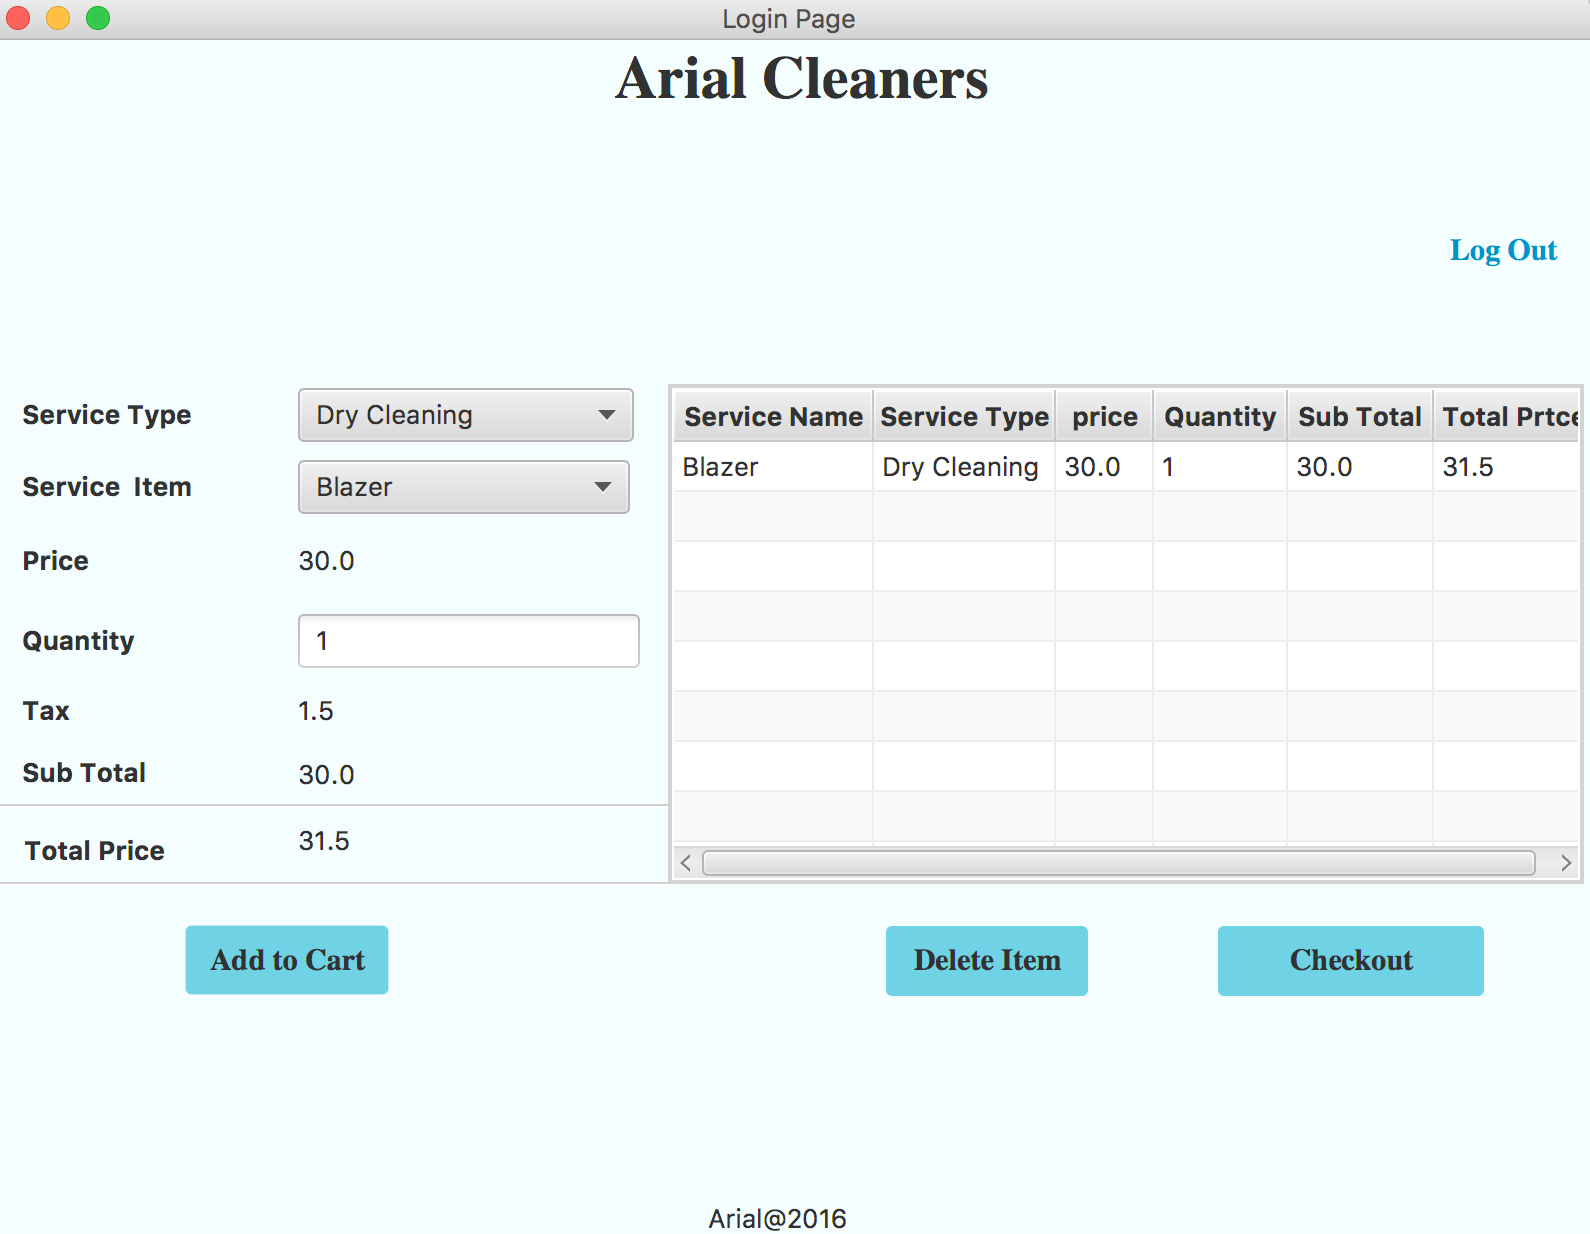 Login Page
Arial Cleaners
Log Out
Service Type Dry Cleaning
Service Item Blazer
Price 30.0
Quantity 1
Tax 1.5
Sub Total 30.0
Total Price 31.5
Service Name Service Type price Quantity Sub Total Total Prtce
Blazer Dry Cleaning 30.0 1 30.0 31.5
Add to Cart Delete Item Checkout
Arial@2016